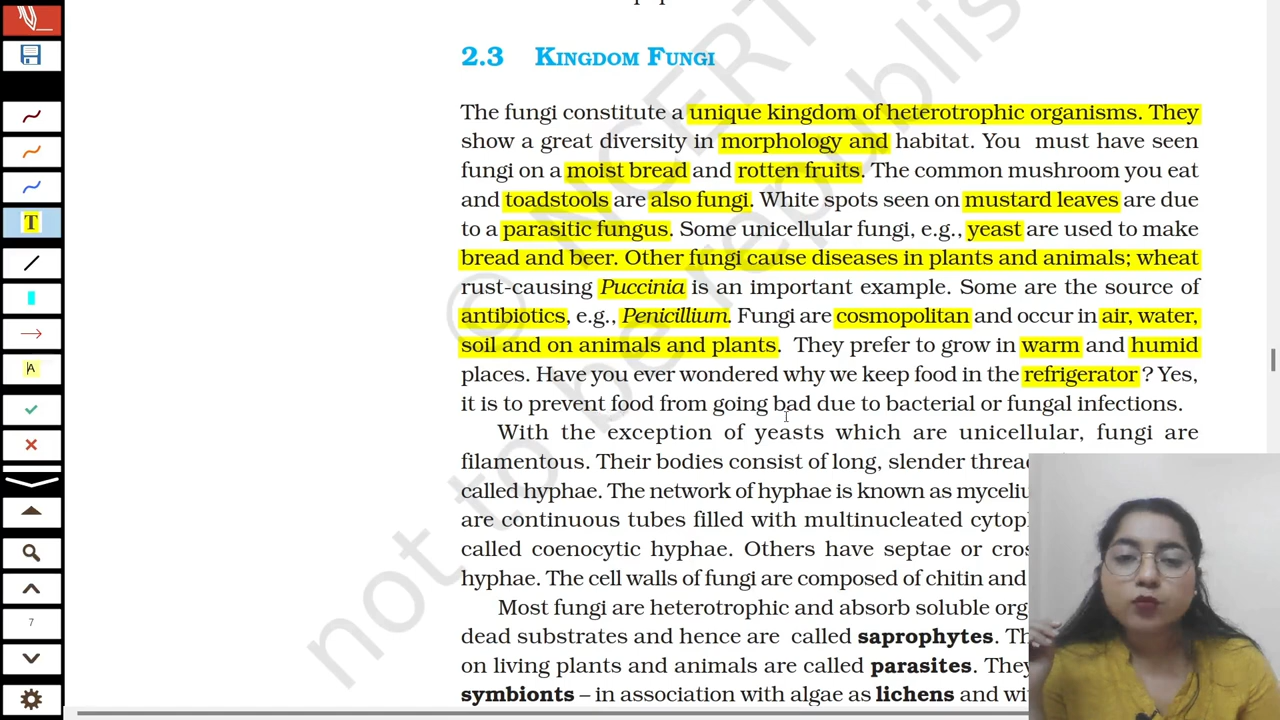 2.3 KINGDOM FUNGI
The fungi constitute a unique kingdom of heterotrophic organisms. They
show a great diversity in morphology and habitat. You must have seen
fungi on a moist bread and rotten fruits. The common mushroom you eat
and toadstools are also fungi. White spots seen on mustard leaves are due
to a parasitic fungus. Some unicellular fungi, e.g., yeast are used to make
bread and beer. Other fungi cause diseases in plants and animals; wheat
rust-causing Puccinia is an important example. Some are the source of
antibiotics, e.g., Penicillium. Fungi are cosmopolitan and occur in air, water,
soil and on animals and plants. They prefer to grow in warm and humid
places. Have you ever wondered why we keep food in the refrigerator ? Yes,
it is to prevent food from going bad due to bacterial or fungal infections.
With the exception of yeasts which are unicellular, fungi are
filamentous. Their bodies consist of long, slender
called hyphae. The network of hyphae is known as
are continuous tubes filled with multinucleated
called coenocytic hyphae. Others have septae or
hyphae. The cell walls of fungi are composed of chitin and
Most fungi are heterotrophic and absorb soluble
dead substrates and hence are called saprophytes.
on living plants and animals are called parasites.
symbionts – in association with algae as lichens and
© NCERT
not to be republis
T
A
7